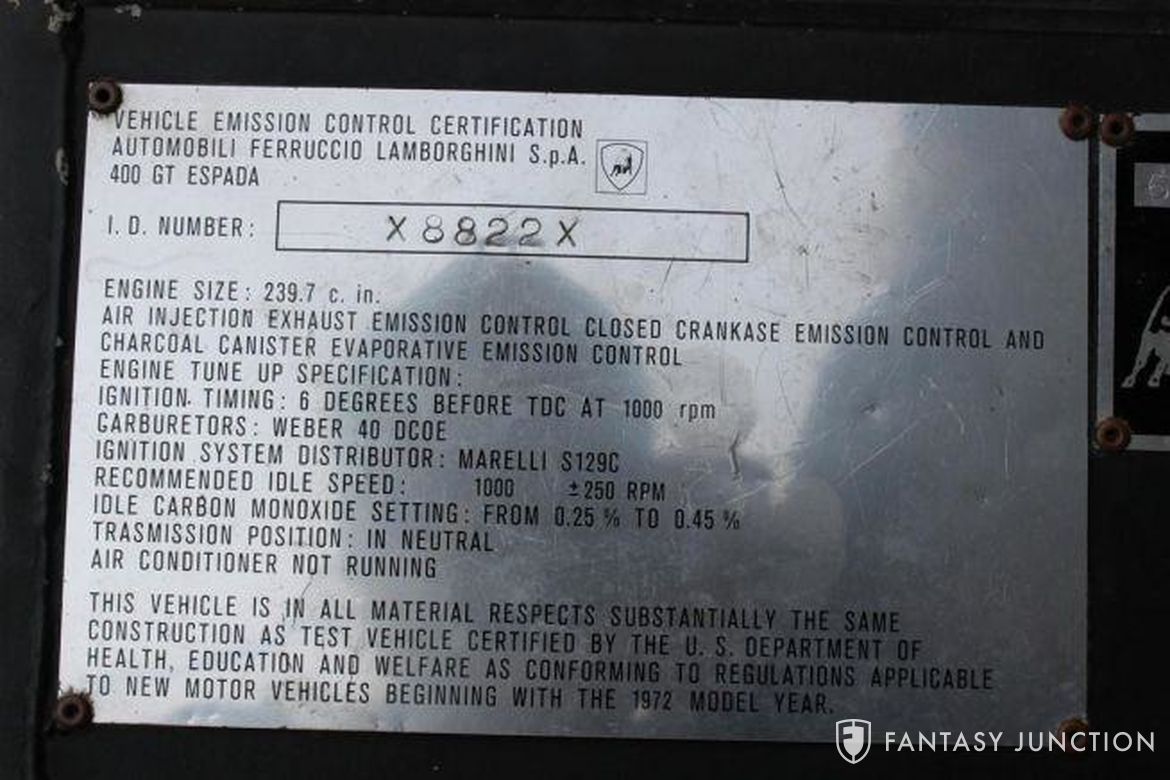 VEHICLE EMISSION CONTROL CERTIFICATION
AUTOMOBILI FERRUCCIO LAMBORGHINI S.p.A.
400 GT ESPADA
I. D. NUMBER: X8822X
ENGINE SIZE: 239.7 c. in.
AIR INJECTION EXHAUST EMISSION CONTROL CLOSED CRANKASE EMISSION CONTROL AND
CHARCOAL CANISTER EVAPORATIVE EMISSION CONTROL
ENGINE TUNE UP SPECIFICATION:
IGNITION TIMING: 6 DEGREES BEFORE TDC AT 1000 rpm
CARBURETORS: WEBER 40 DCOE
IGNITION SYSTEM DISTRIBUTOR: MARELLI S129C
RECOMMENDED IDLE SPEED: 1000 ±250 RPM
IDLE CARBON MONOXIDE SETTING: FROM 0.25 % TO 0.45 %
TRASMISSION POSITION: IN NEUTRAL
AIR CONDITIONER NOT RUNNING
THIS VEHICLE IS IN ALL MATERIAL RESPECTS SUBSTANTIALLY THE SAME
CONSTRUCTION AS TEST VEHICLE CERTIFIED BY THE U. S. DEPARTMENT OF
HEALTH, EDUCATION AND WELFARE AS CONFORMING TO REGULATIONS APPLICABLE
TO NEW MOTOR VEHICLES BEGINNING WITH THE 1972 MODEL YEAR.
FANTASY JUNCTION